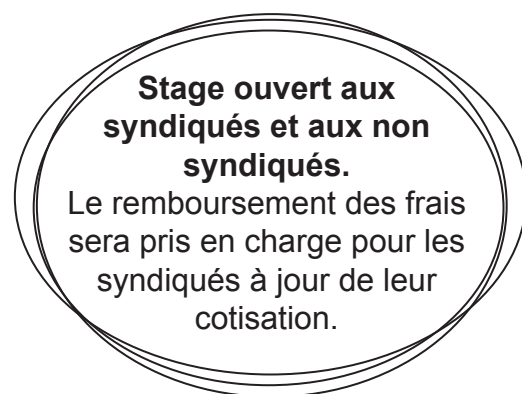 Stage ouvert aux
syndiqués et aux non
syndiqués.
Le remboursement des frais
sera pris en charge pour les
syndiqués à jour de leur
cotisation.